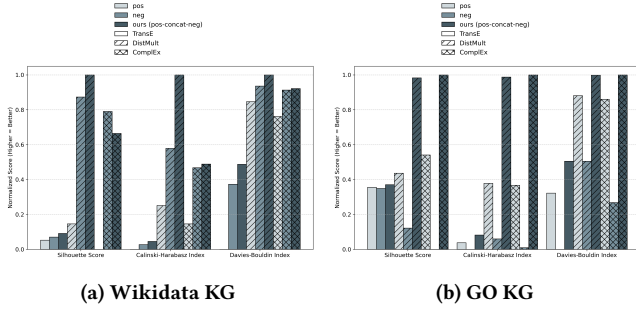 pos
neg
ours (pos-concat-neg)
TransE
DistMult
ComplEx
Normalized Score (Higher = Better)
1.0
0.8
0.6
0.4
0.2
0.0
Silhouette Score
Calinski-Harabasz Index
Davies-Bouldin Index
(a) Wikidata KG
pos
neg
ours (pos-concat-neg)
TransE
DistMult
ComplEx
Normalized Score (Higher = Better)
1.0
0.8
0.6
0.4
0.2
0.0
Silhouette Score
Calinski-Harabasz Index
Davies-Bouldin Index
(b) GO KG